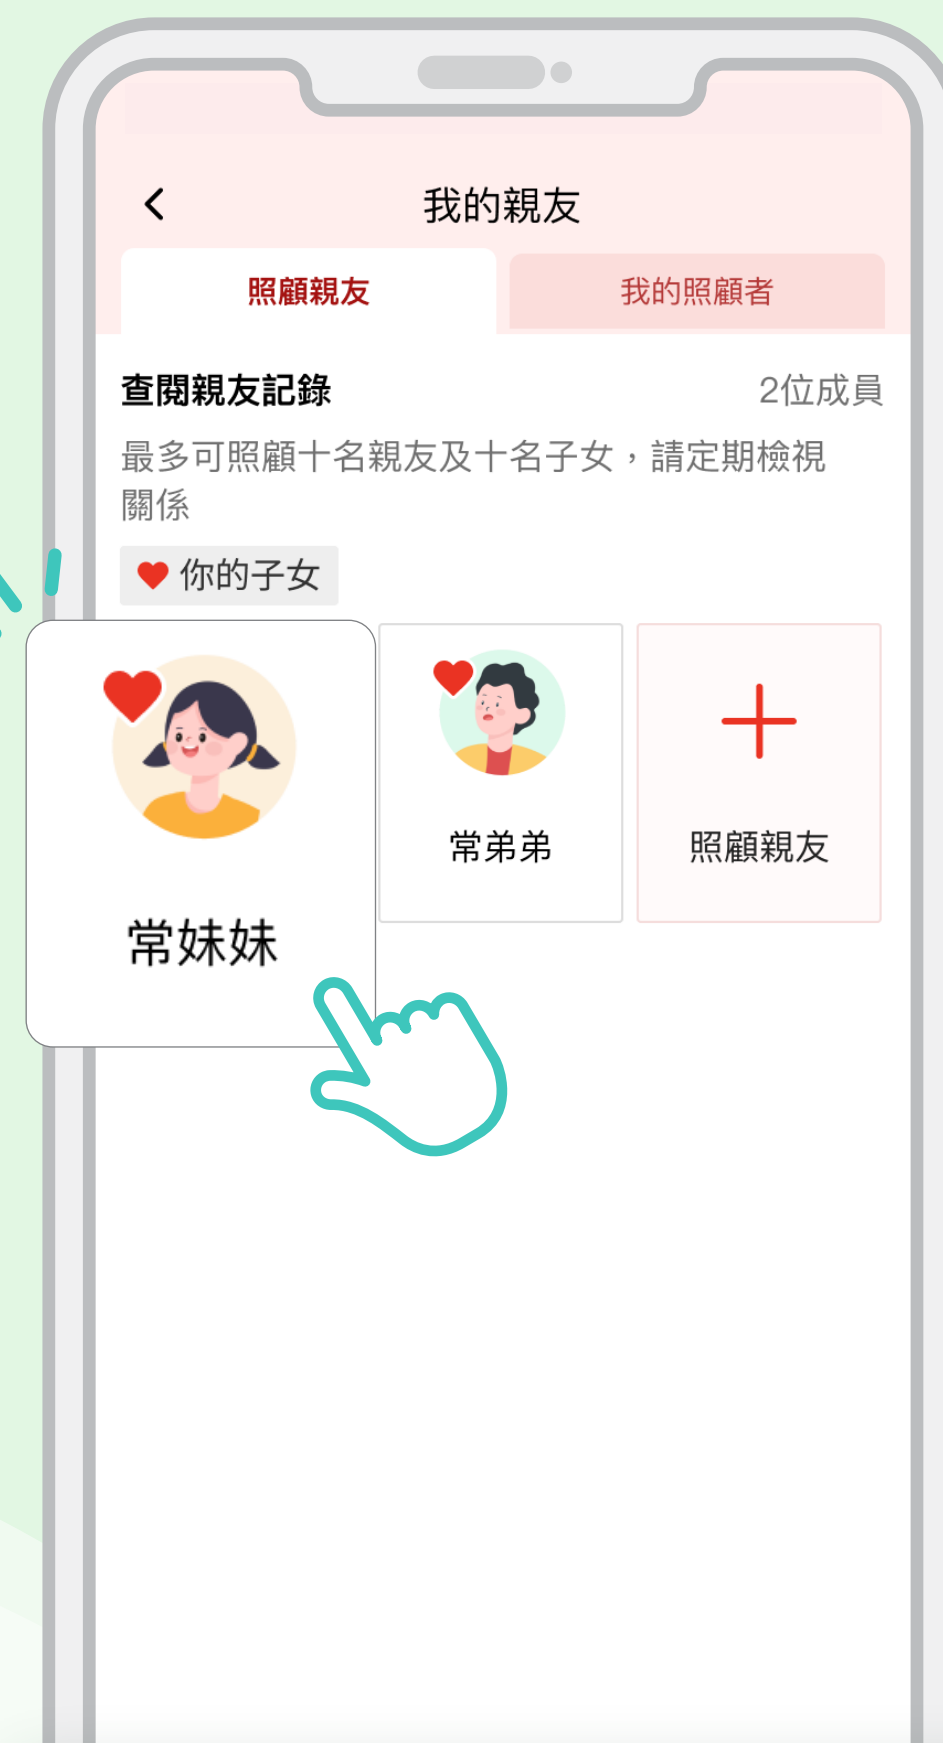 我的親友
照顧親友
我的照顧者
查閱親友記錄
2位成員
最多可照顧十名親友及十名子女，請定期檢視
關係
你的子女
常妹妹
常弟弟
照顧親友